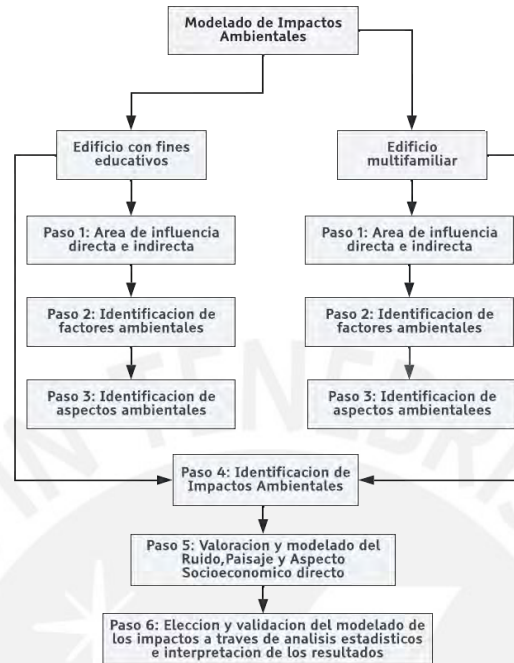 Modelado de Impactos
Ambientales
Edificio con fines
educativos
Edificio
multifamiliar
Paso 1: Area de influencia
directa e indirecta
Paso 1: Area de influencia
directa e indirecta
Paso 2: Identificacion de
factores ambientales
Paso 2: Identificacion de
factores ambientales
Paso 3: Identificacion de
aspectos ambientales
Paso 3: Identificacion de
aspectos ambientalees
Paso 4: Identificacion de
Impactos Ambientales
Paso 5: Valoracion y modelado del
Ruido,Paisaje y Aspecto
Socioeconomico directo
Paso 6: Eleccion y validacion del modelado de
los impactos a traves de analisis estadisticos
e interpretacion de los resultados
IN TENEBRIS